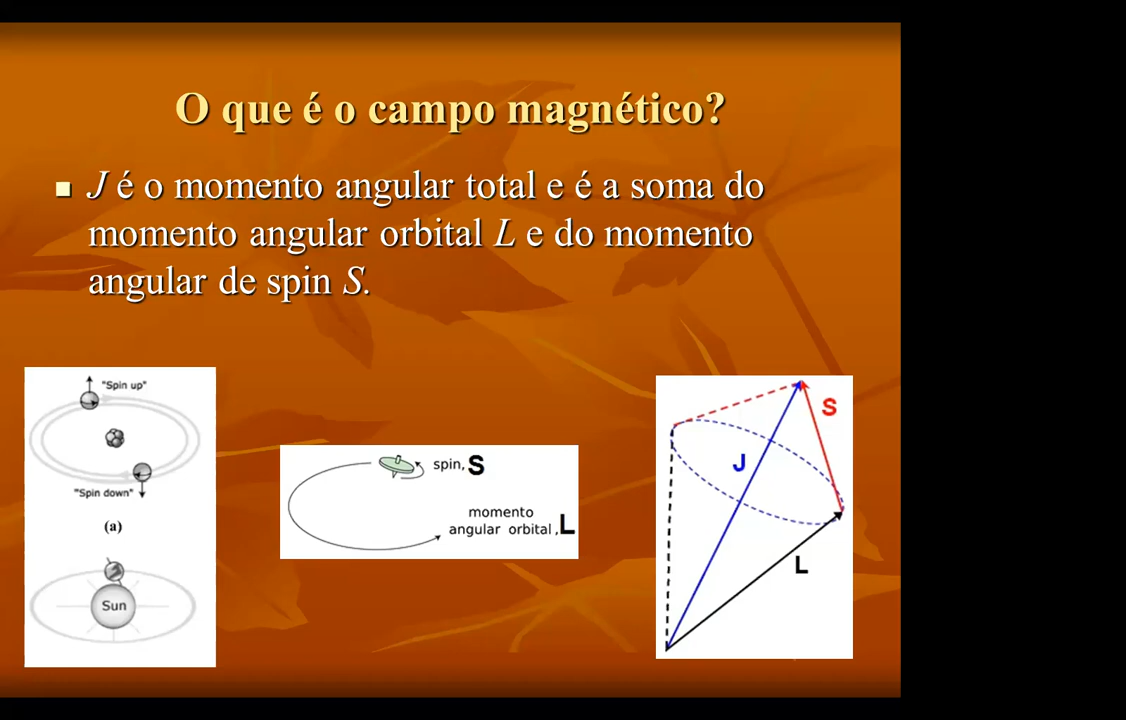 O que é o campo magnético?
J é o momento angular total e é a soma do
momento angular orbital L e do momento
angular de spin S.
"Spin up"
"Spin down"
(a)
Sun
spin, S
momento
angular orbital, L
S
J
L